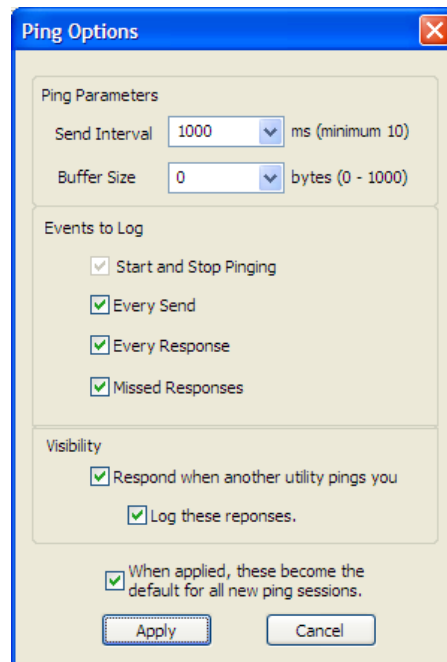 Ping Options
Ping Parameters
Send Interval 1000 ms (minimum 10)
Buffer Size 0 bytes (0 - 1000)
Events to Log
Start and Stop Pinging
Every Send
Every Response
Missed Responses
Visibility
Respond when another utility pings you
Log these reponses.
When applied, these become the
default for all new ping sessions.
Apply Cancel